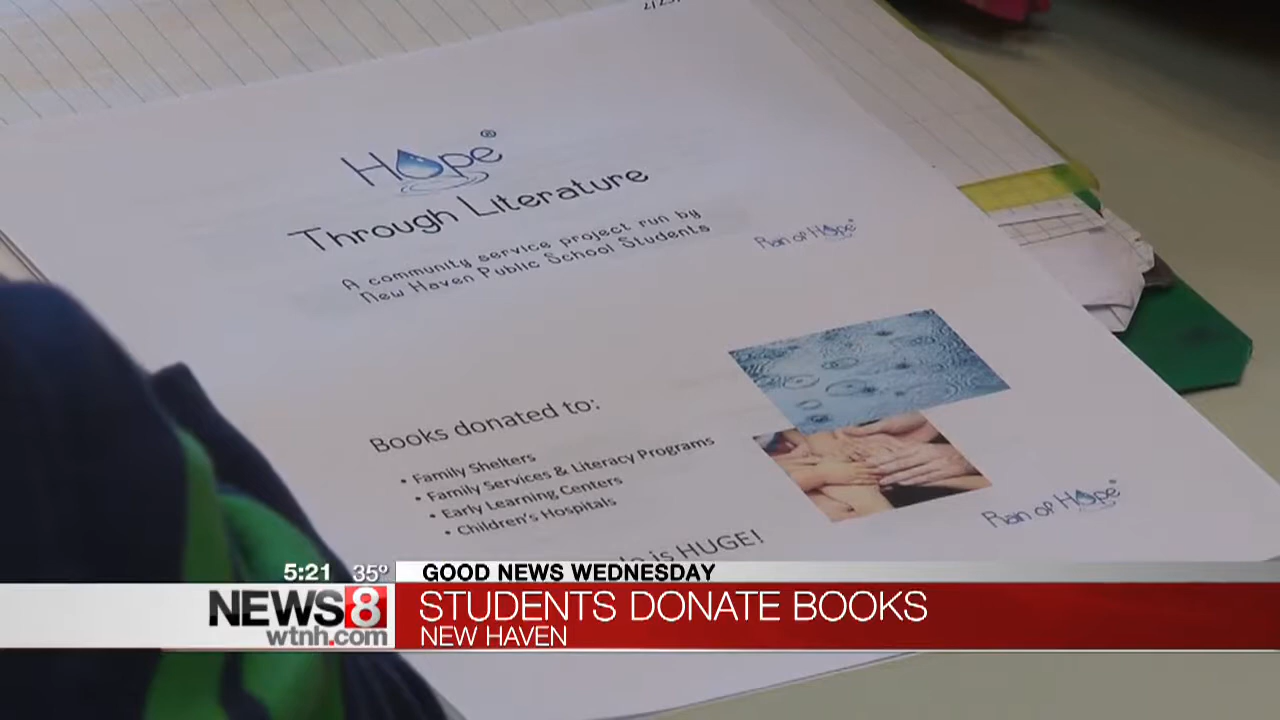 Hope®
Through Literature
A community service project run by
New Haven Public School Students
Rain of Hope®
Books donated to:
• Family Shelters
• Family Services & Literacy Programs
• Early Learning Centers
• Children's Hospitals
is HUGE!
Rain of Hope®
5:21 35° GOOD NEWS WEDNESDAY
NEWS8 STUDENTS DONATE BOOKS
wtnh.com NEW HAVEN